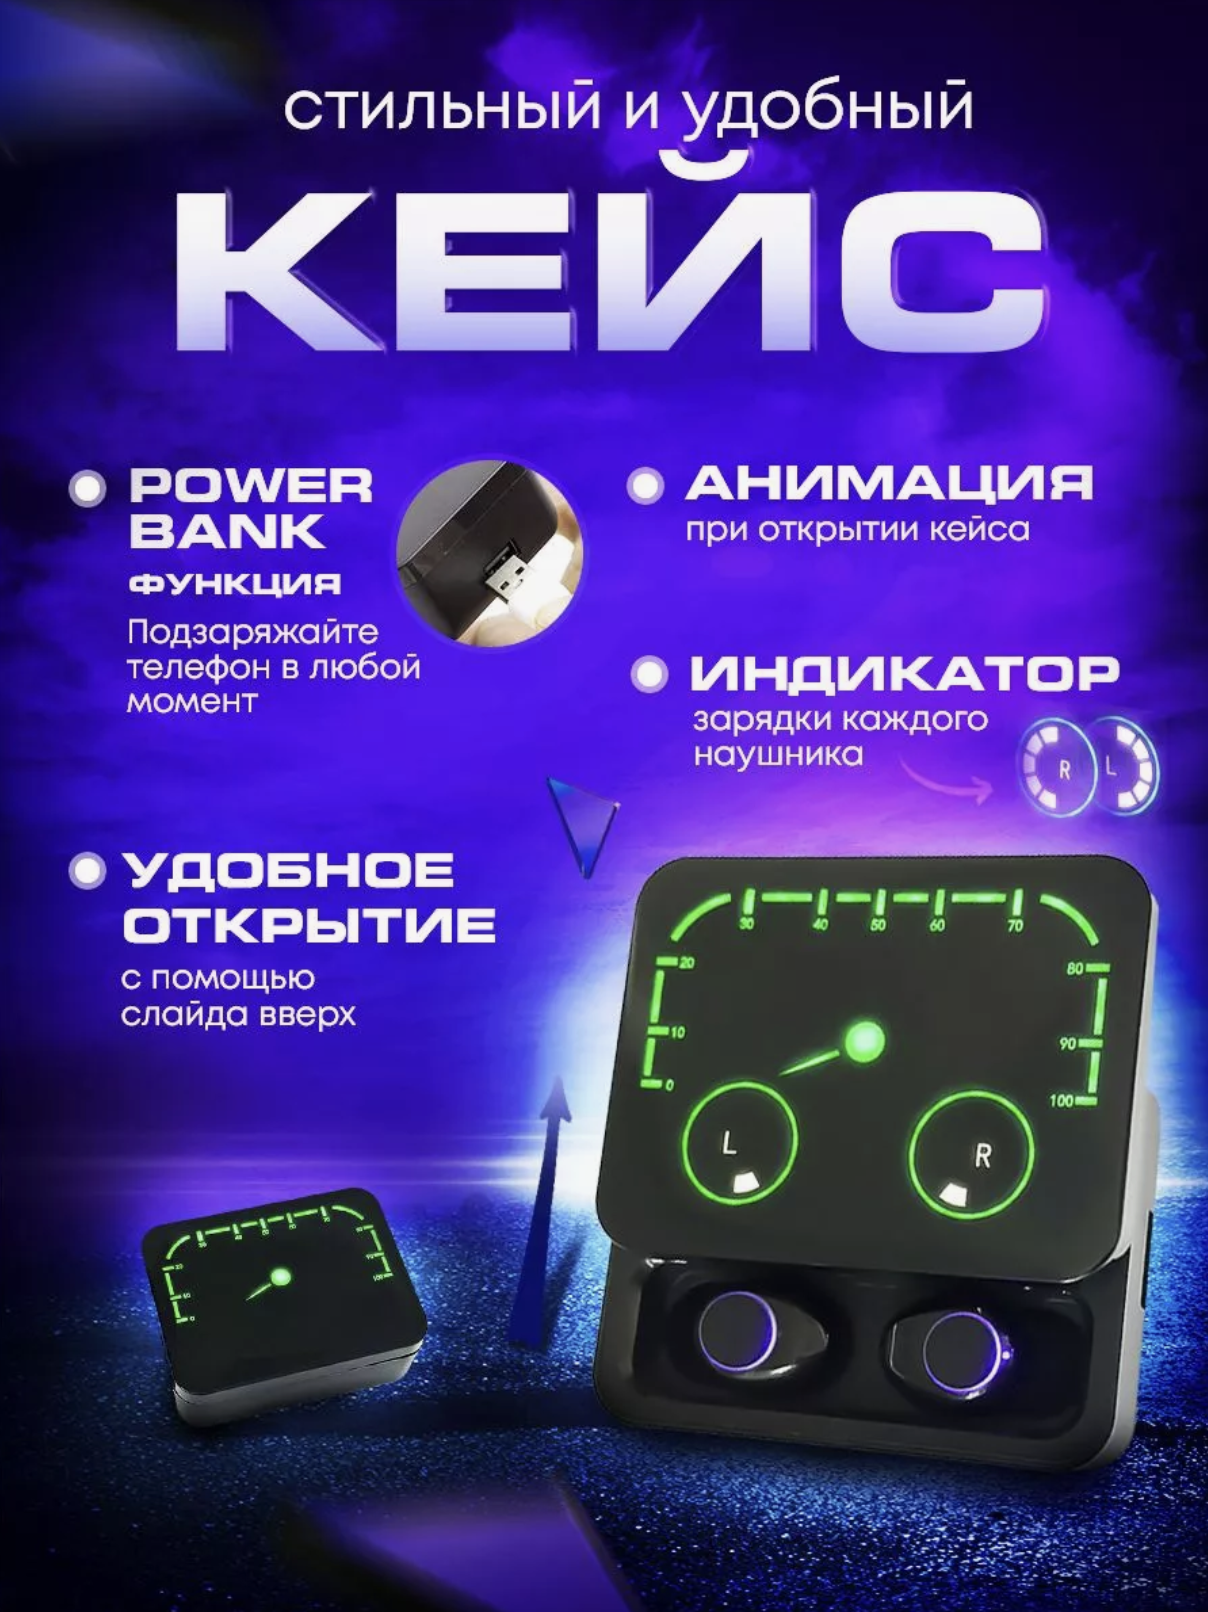 стильный и удобный
КЕЙС
POWER
BANK
ФУНКЦИЯ
Подзаряжайте
телефон в любой
момент
АНИМАЦИЯ
при открытии кейса
ИНДИКАТОР
зарядки каждого
наушника
R L
УДОБНОЕ
ОТКРЫТИЕ
с помощью
слайда вверх
30 40 50 60 70
20 80
10 90
0 100
L R